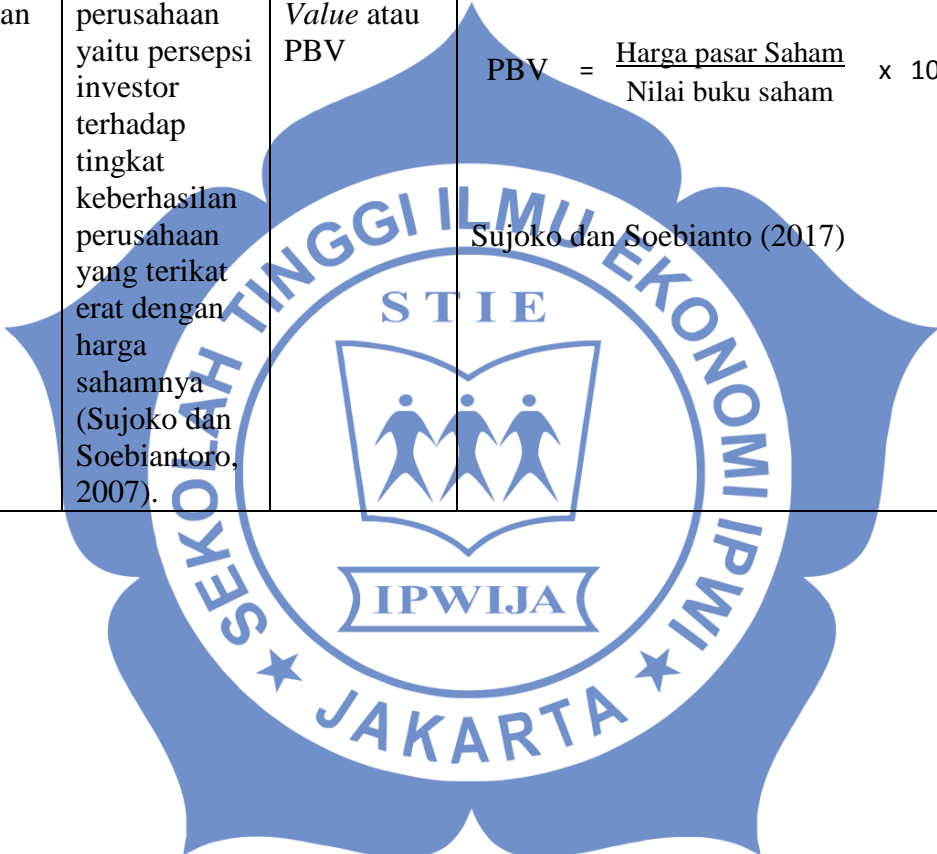 an
perusahaan
yaitu persepsi
investor
terhadap
tingkat
keberhasilan
perusahaan
yang terikat
erat dengan
harga
sahamnya
(Sujoko dan
Soebiantoro,
2007).
Value atau
PBV
PBV = Harga pasar Saham x 10
Nilai buku saham
Sujoko dan Soebianto (2017)
SEKOLAH TINGGI ILMU EKONOMI IPWI
STIE
IPWIJA
★ JAKARTA ★